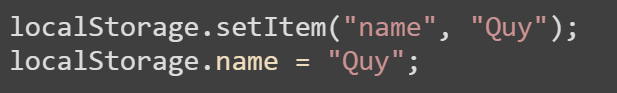 localStorage.setItem("name", "Quy");
localStorage.name = "Quy";